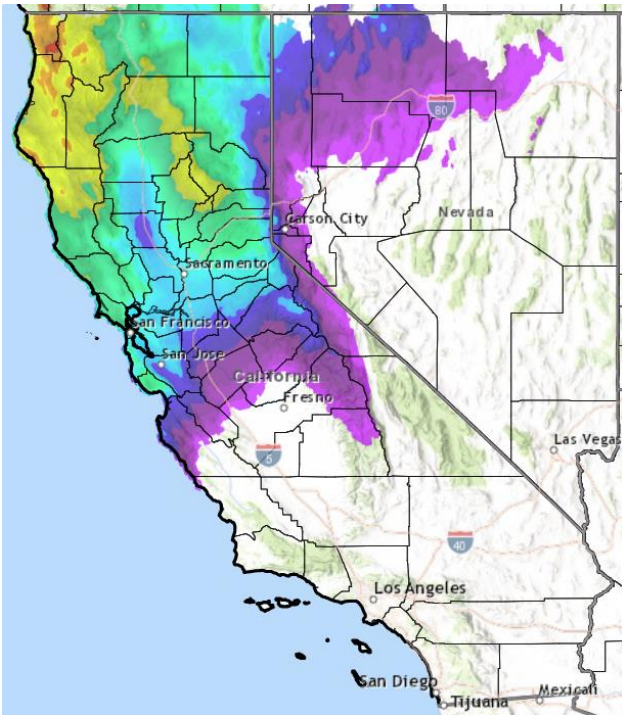 80
Carson City
Nevada
Sacramento
San Francisco
San Jose
California
Fresno
Las Vegas
5
40
Los Angeles
San Diego
Tijuana
Mexicali